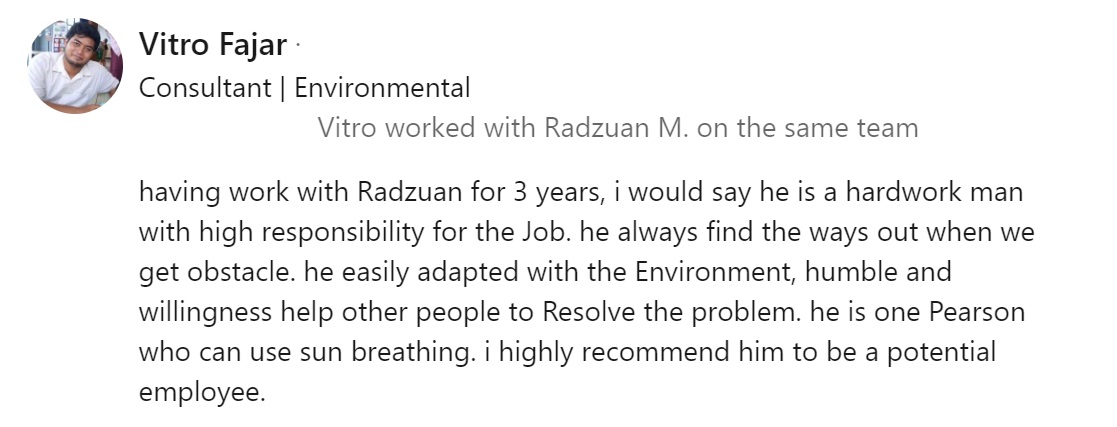 Vitro Fajar ·
Consultant | Environmental
Vitro worked with Radzuan M. on the same team
having work with Radzuan for 3 years, i would say he is a hardwork man
with high responsibility for the Job. he always find the ways out when we
get obstacle. he easily adapted with the Environment, humble and
willingness help other people to Resolve the problem. he is one Pearson
who can use sun breathing. i highly recommend him to be a potential
employee.